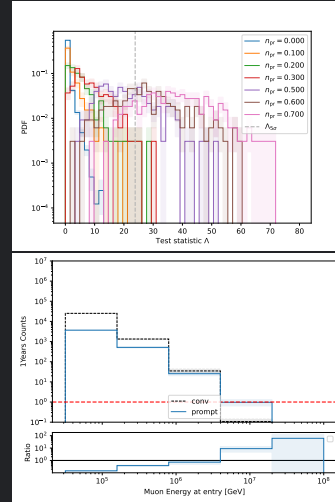 n_pr = 0.000
n_pr = 0.100
n_pr = 0.200
n_pr = 0.300
n_pr = 0.500
n_pr = 0.600
n_pr = 0.700
Λ5σ
PDF
10⁻¹
10⁻²
10⁻³
10⁻⁴
0 10 20 30 40 50 60 70 80
Test statistic Λ
1Years Counts
10⁷
10⁶
10⁵
10⁴
10³
10²
10¹
10⁰
10⁻¹
conv
prompt
Ratio
10²
10¹
10⁰
10⁵ 10⁶ 10⁷ 10⁸
Muon Energy at entry [GeV]